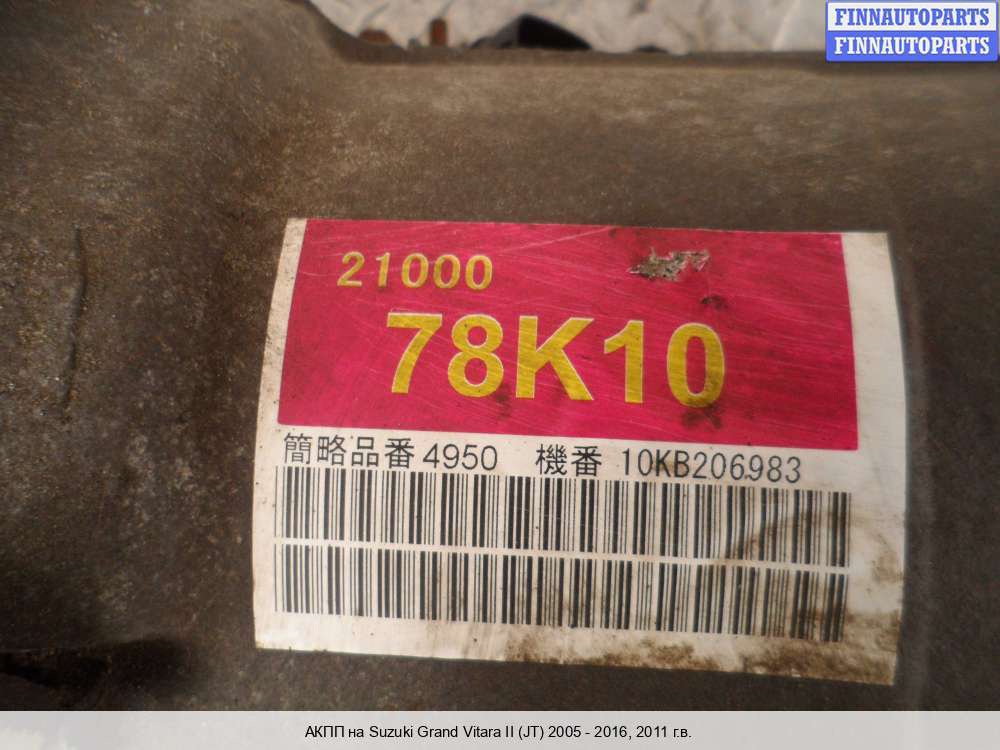 FINNAUTOPARTS
FINNAUTOPARTS
21000
78K10
簡略品番 4950 機番 10KB206983
АКПП на Suzuki Grand Vitara II (JT) 2005 - 2016, 2011 г.в.